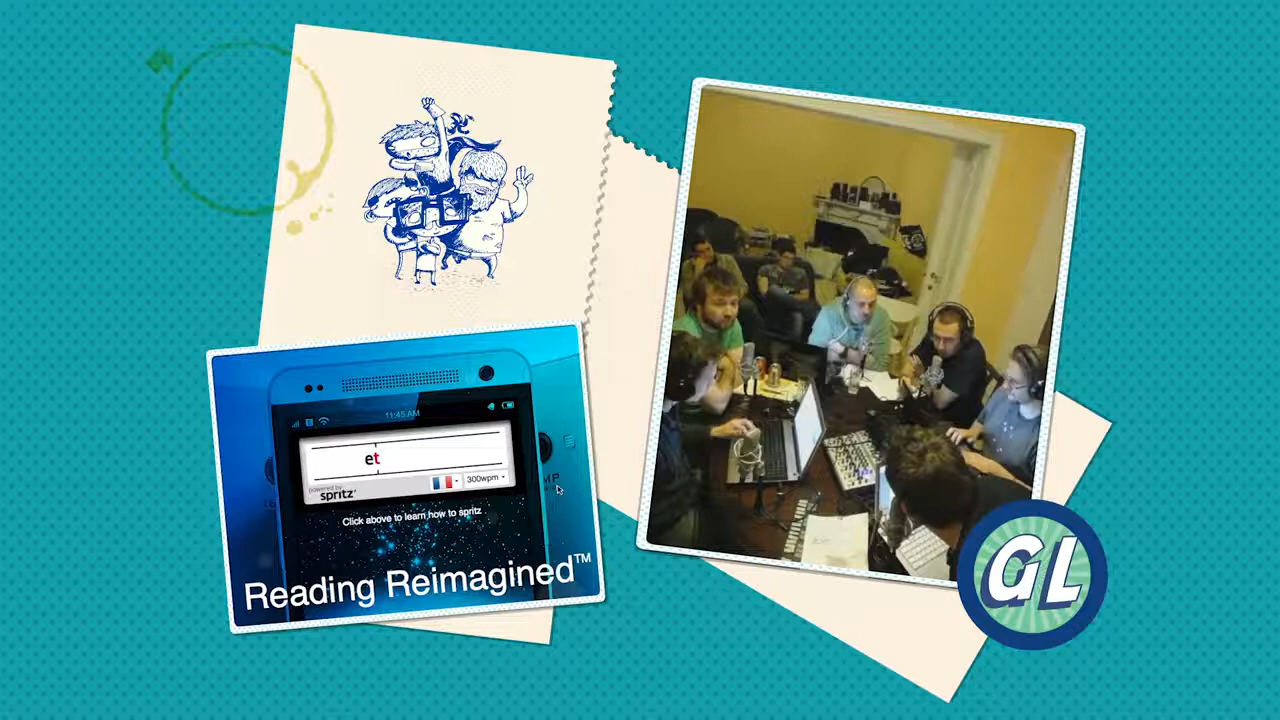 11:45 AM
et
powered by
spritz
300wpm
Click above to learn how to spritz
Reading Reimagined™
GL